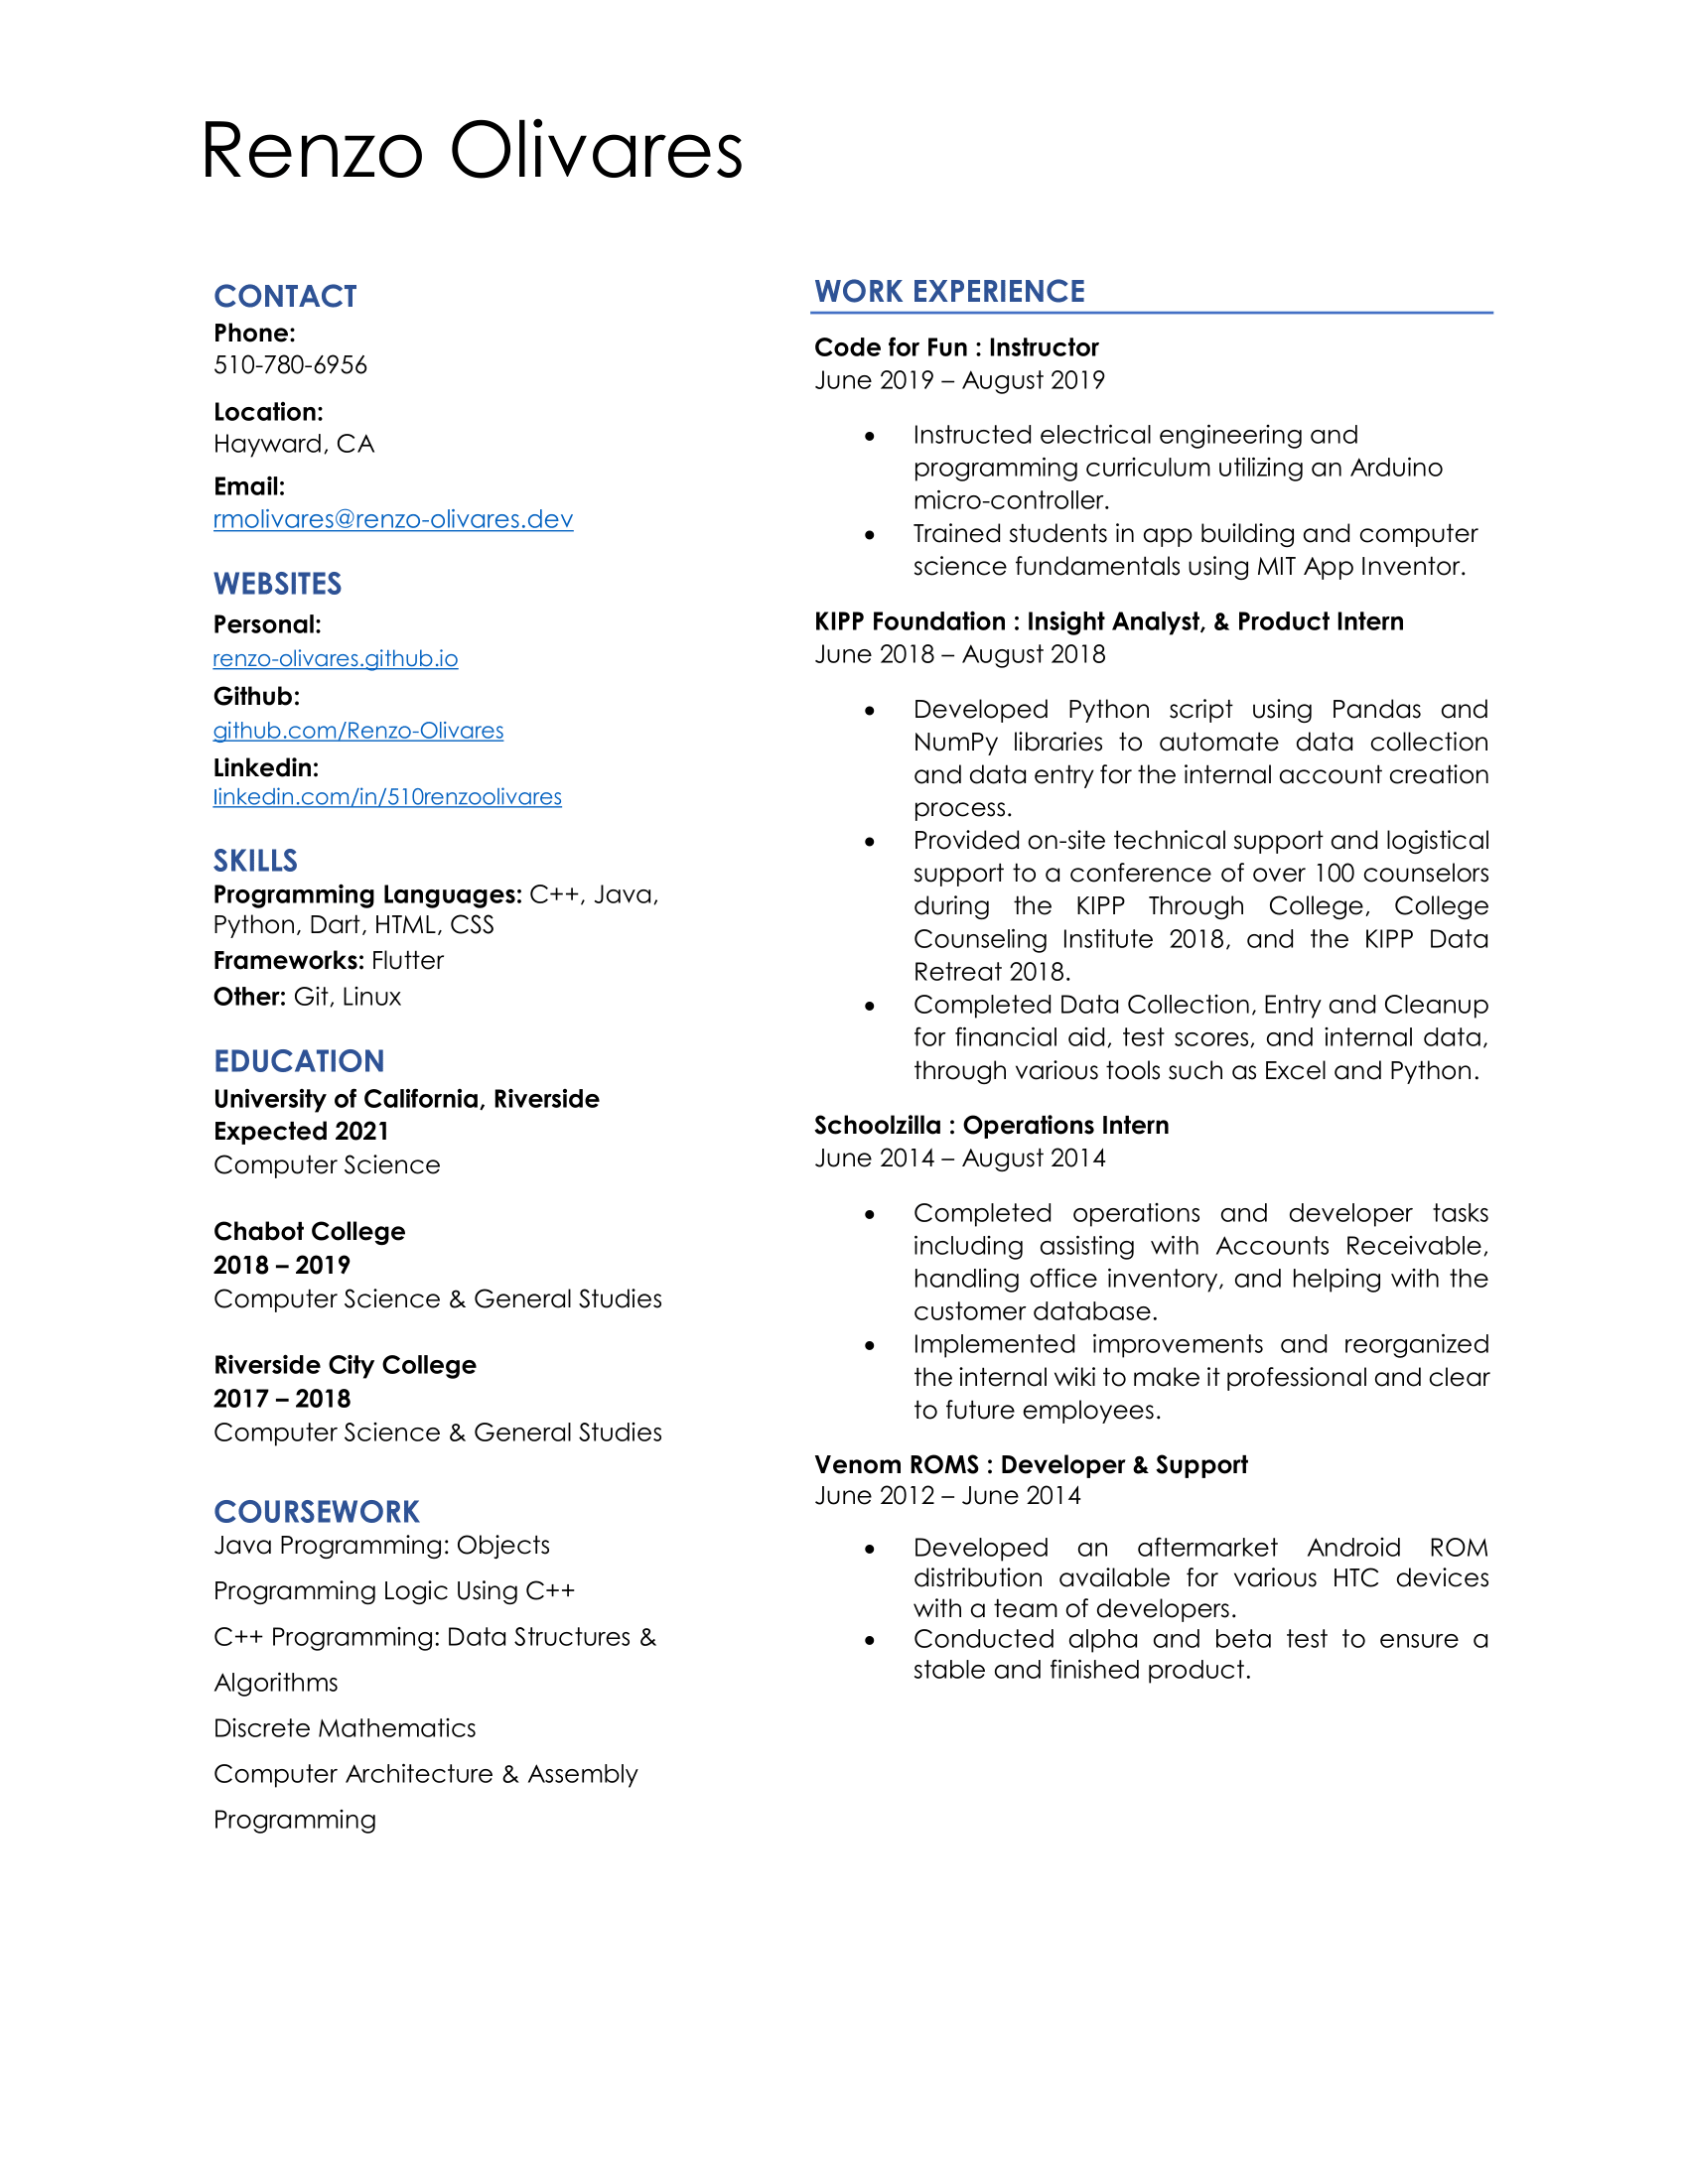 Renzo Olivares
CONTACT
Phone:
510-780-6956
Location:
Hayward, CA
Email:
rmolivares@renzo-olivares.dev
WEBSITES
Personal:
renzo-olivares.github.io
Github:
github.com/Renzo-Olivares
Linkedin:
linkedin.com/in/510renzoolivares
SKILLS
Programming Languages: C++, Java,
Python, Dart, HTML, CSS
Frameworks: Flutter
Other: Git, Linux
EDUCATION
University of California, Riverside
Expected 2021
Computer Science
Chabot College
2018 – 2019
Computer Science & General Studies
Riverside City College
2017 – 2018
Computer Science & General Studies
COURSEWORK
Java Programming: Objects
Programming Logic Using C++
C++ Programming: Data Structures &
Algorithms
Discrete Mathematics
Computer Architecture & Assembly
Programming
WORK EXPERIENCE
Code for Fun : Instructor
June 2019 – August 2019
• Instructed electrical engineering and
programming curriculum utilizing an Arduino
micro-controller.
• Trained students in app building and computer
science fundamentals using MIT App Inventor.
KIPP Foundation : Insight Analyst, & Product Intern
June 2018 – August 2018
• Developed Python script using Pandas and
NumPy libraries to automate data collection
and data entry for the internal account creation
process.
• Provided on-site technical support and logistical
support to a conference of over 100 counselors
during the KIPP Through College, College
Counseling Institute 2018, and the KIPP Data
Retreat 2018.
• Completed Data Collection, Entry and Cleanup
for financial aid, test scores, and internal data,
through various tools such as Excel and Python.
Schoolzilla : Operations Intern
June 2014 – August 2014
• Completed operations and developer tasks
including assisting with Accounts Receivable,
handling office inventory, and helping with the
customer database.
• Implemented improvements and reorganized
the internal wiki to make it professional and clear
to future employees.
Venom ROMS : Developer & Support
June 2012 – June 2014
• Developed an aftermarket Android ROM
distribution available for various HTC devices
with a team of developers.
• Conducted alpha and beta test to ensure a
stable and finished product.